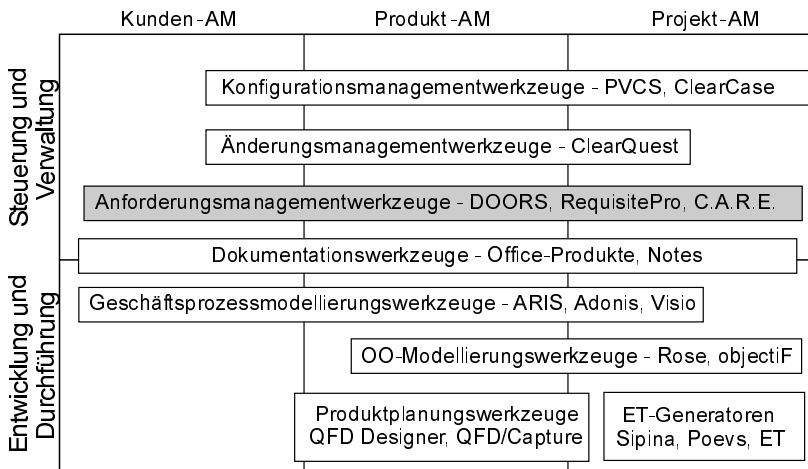 Kunden-AM Produkt-AM Projekt-AM
Steuerung und
Verwaltung
Konfigurationsmanagementwerkzeuge - PVCS, ClearCase
Änderungsmanagementwerkzeuge - ClearQuest
Anforderungsmanagementwerkzeuge - DOORS, RequisitePro, C.A.R.E.
Dokumentationswerkzeuge - Office-Produkte, Notes
Entwicklung und
Durchführung
Geschäftsprozessmodellierungswerkzeuge - ARIS, Adonis, Visio
OO-Modellierungswerkzeuge - Rose, objectiF
Produktplanungswerkzeuge
QFD Designer, QFD/Capture
ET-Generatoren
Sipina, Poevs, ET